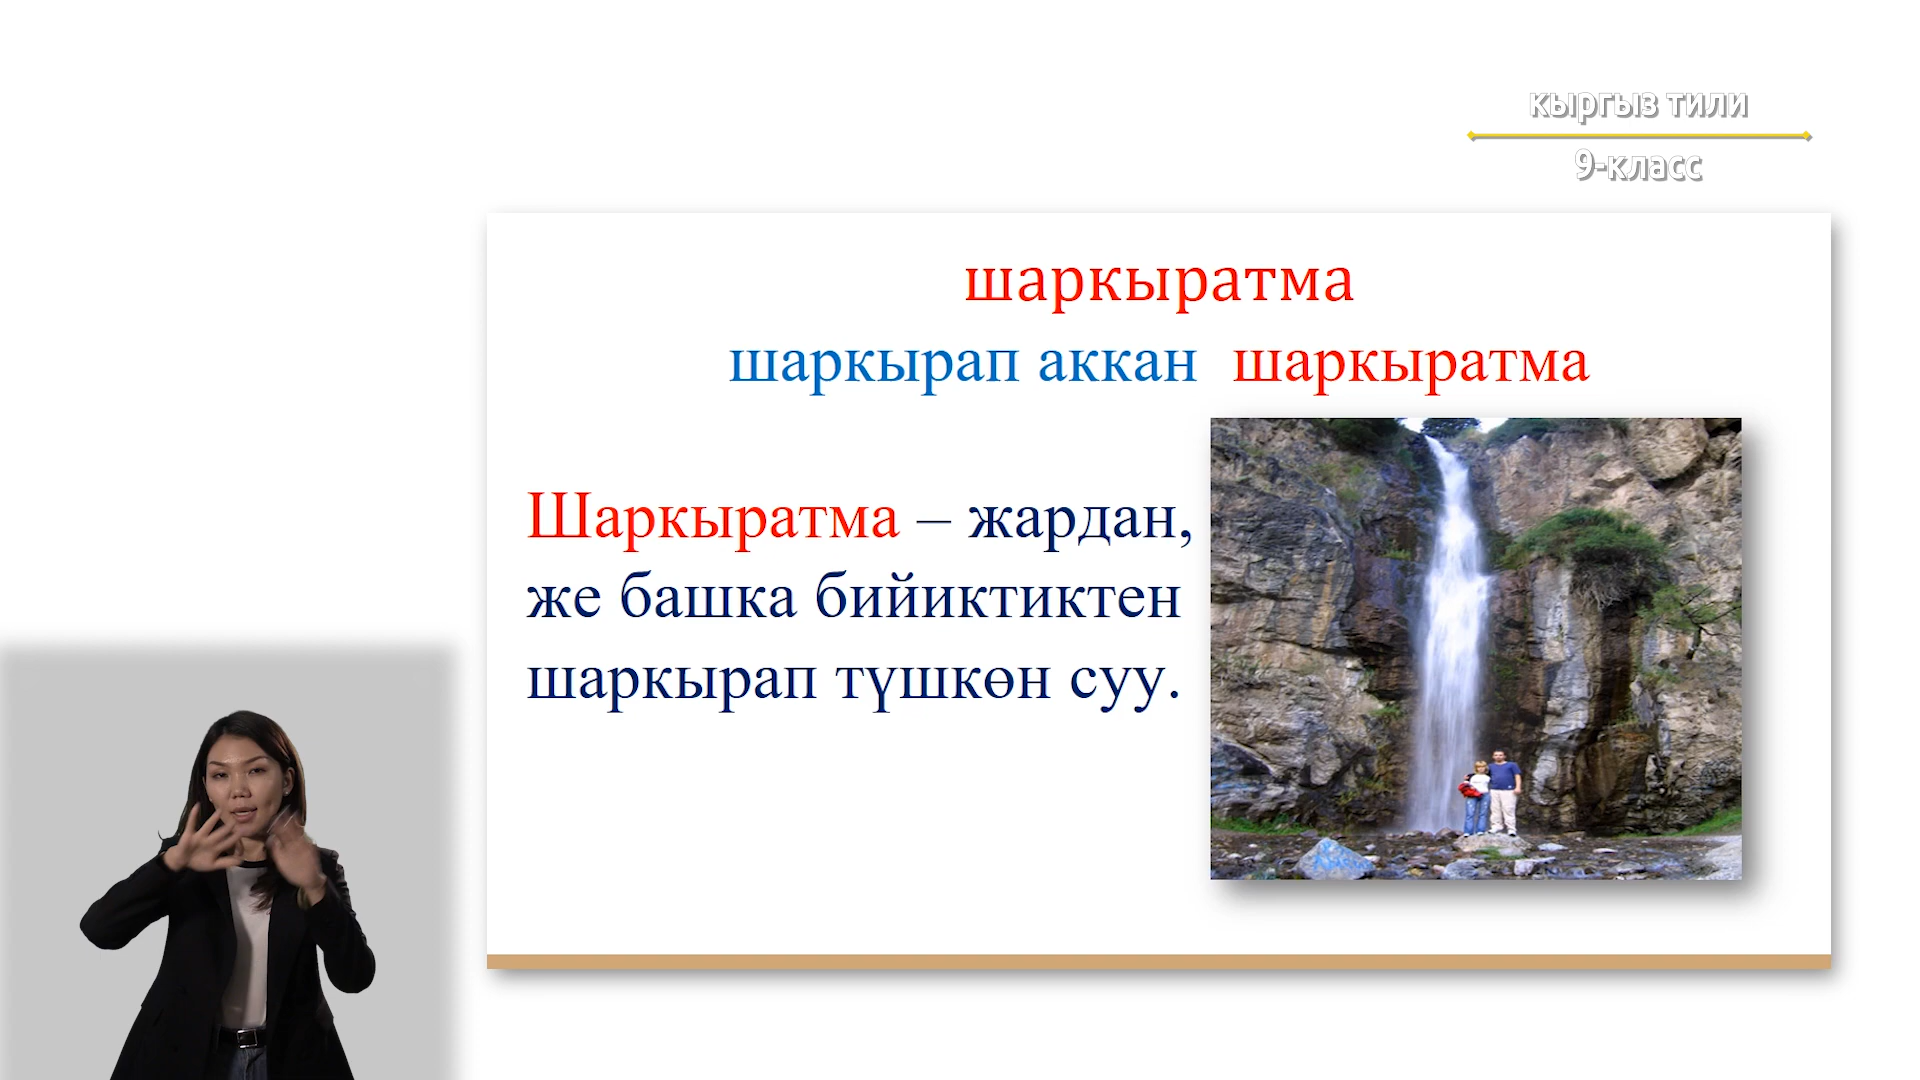 кыргыз тили
9-класс
шаркыратма
шаркырап аккан шаркыратма
Шаркыратма – жардан,
же башка бийиктиктен
шаркырап түшкөн суу.